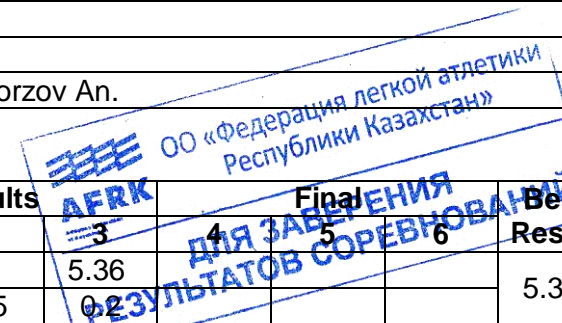 orzov An.
ОО «Федерация легкой атлетики
Республики Казахстан»
AFRK
ДЛЯ ЗАВЕРЕНИЯ
РЕЗУЛЬТАТОВ СОРЕВНОВАНИЙ
ults Final Be
3 4 5 6 Res
5.36
5.3
5 0.2